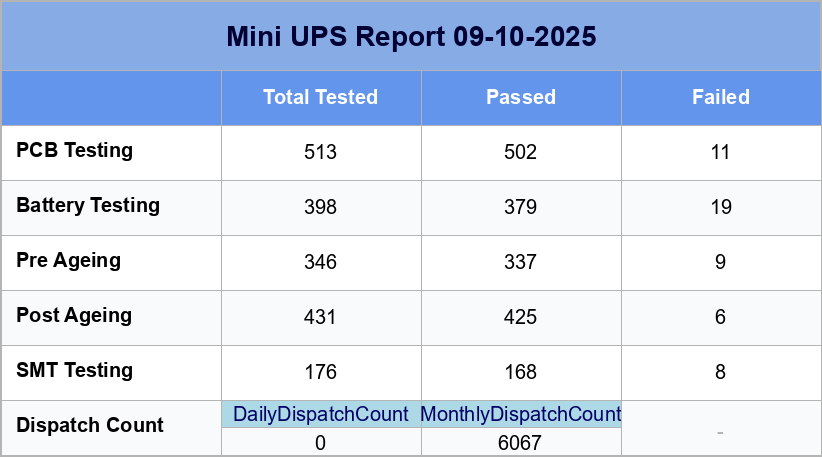 Mini UPS Report 09-10-2025
Total Tested Passed Failed
PCB Testing 513 502 11
Battery Testing 398 379 19
Pre Ageing 346 337 9
Post Ageing 431 425 6
SMT Testing 176 168 8
Dispatch Count DailyDispatchCount MonthlyDispatchCount -
0 6067